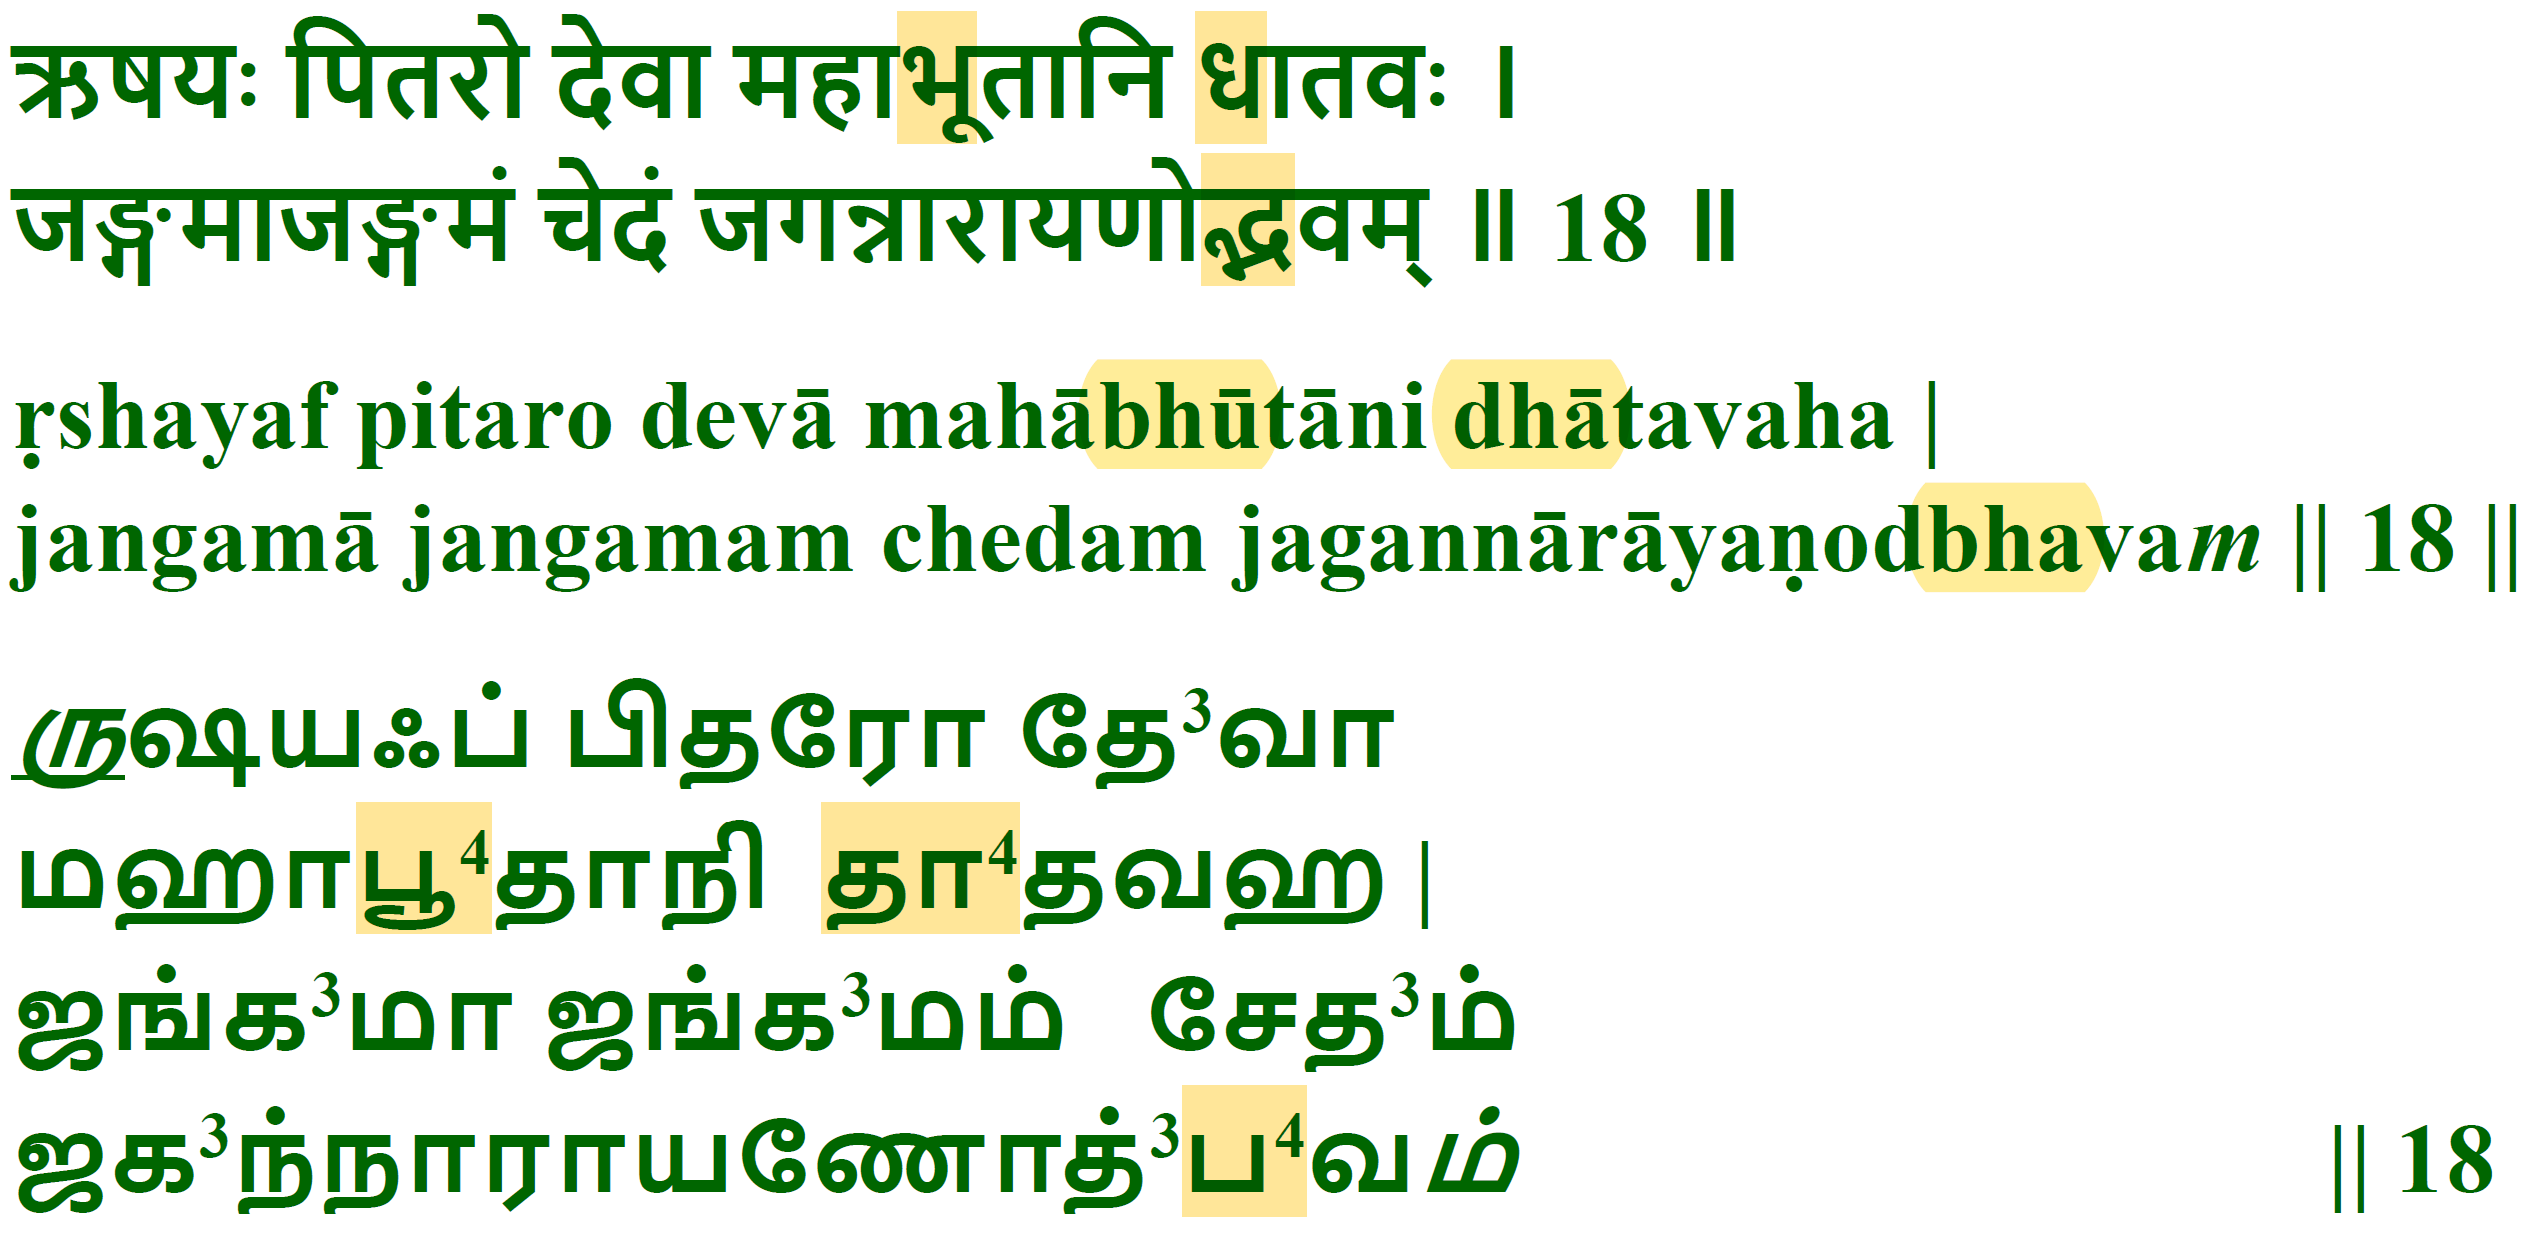 ऋषयः पितरो देवा महाभूतानि धातवः ।
जङ्गमाजङ्गमं चेदं जगन्नारायणोद्भवम् ॥ 18 ॥
ṛshayaf pitaro devā mahābhūtāni dhātavaha |
jangamā jangamam chedam jagannārāyaṇodbhavam || 18 ||
ருஷயஃப் பிதரோ தே³வா
மஹாபூ⁴தாநி தா⁴தவஹ |
ஜங்க³மா ஜங்க³மம் சேத³ம்
ஜக³ந்நாராயணோத்³ப⁴வம் || 18